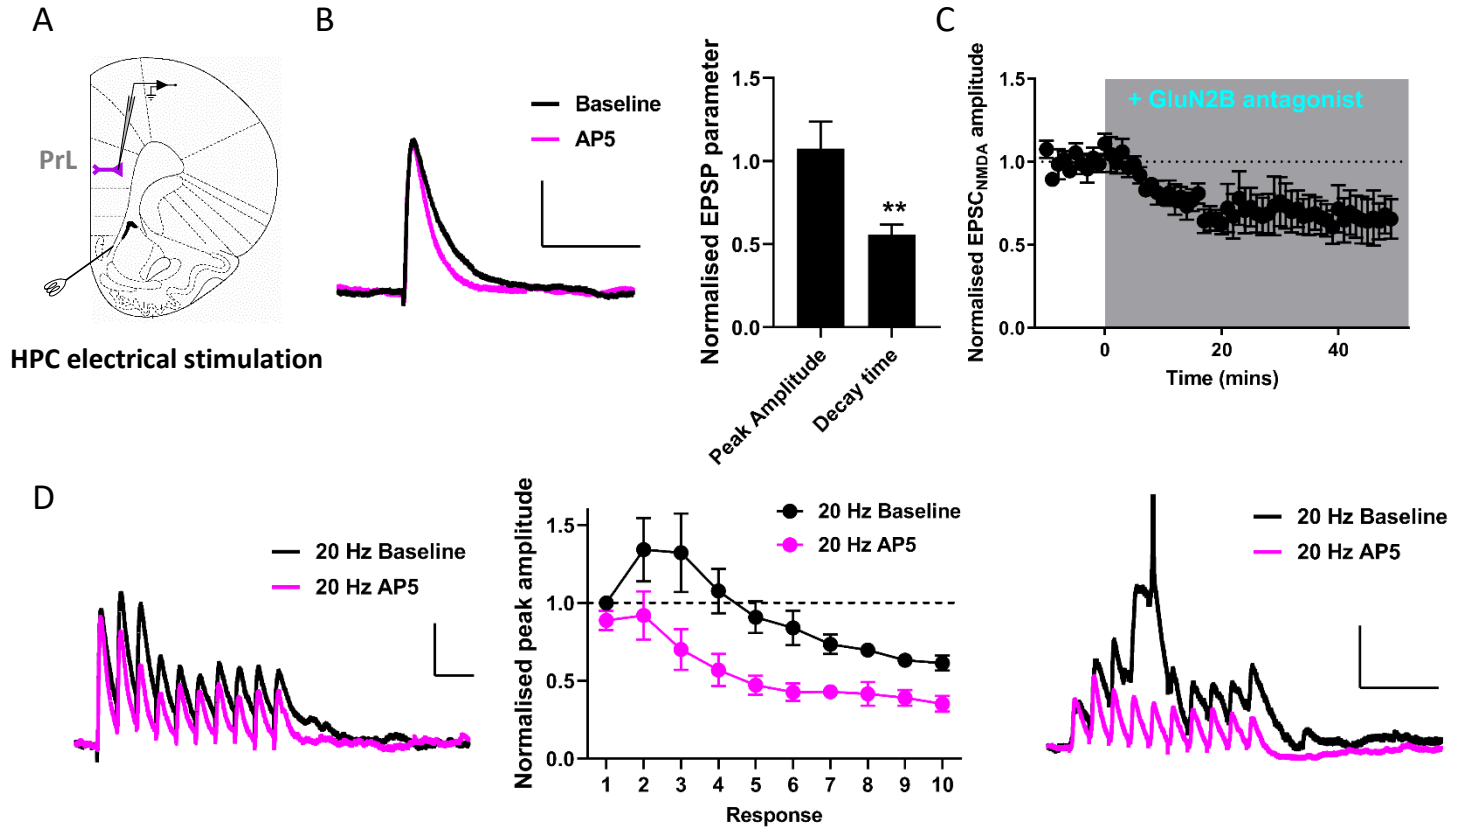 A
PrL
HPC electrical stimulation
B
Baseline
AP5
Normalised EPSP parameter
1.5
1.0
0.5
0.0
**
Peak Amplitude
Decay time
C
Normalised EPSCNMDA amplitude
1.5
1.0
0.5
0.0
+ GluN2B antagonist
0
20
40
Time (mins)
D
20 Hz Baseline
20 Hz AP5
Normalised peak amplitude
1.5
1.0
0.5
0.0
20 Hz Baseline
20 Hz AP5
1 2 3 4 5 6 7 8 9 10
Response
20 Hz Baseline
20 Hz AP5